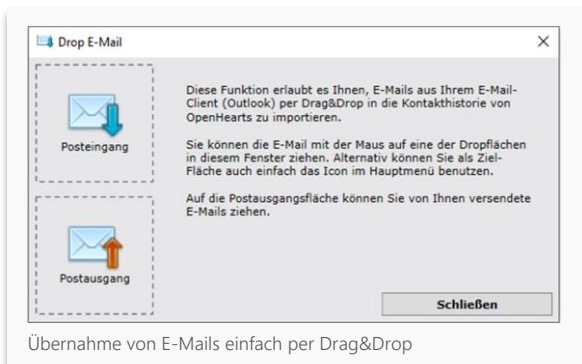 Drop E-Mail
Posteingang
Diese Funktion erlaubt es Ihnen, E-Mails aus Ihrem E-Mail-
Client (Outlook) per Drag&Drop in die Kontakthistorie von
OpenHearts zu importieren.
Sie können die E-Mail mit der Maus auf eine der Dropflächen
in diesem Fenster ziehen. Alternativ können Sie als Ziel-
Fläche auch einfach das Icon im Hauptmenü benutzen.
Auf die Postausgangsfläche können Sie von Ihnen versendete
E-Mails ziehen.
Postausgang
Schließen
Übernahme von E-Mails einfach per Drag&Drop